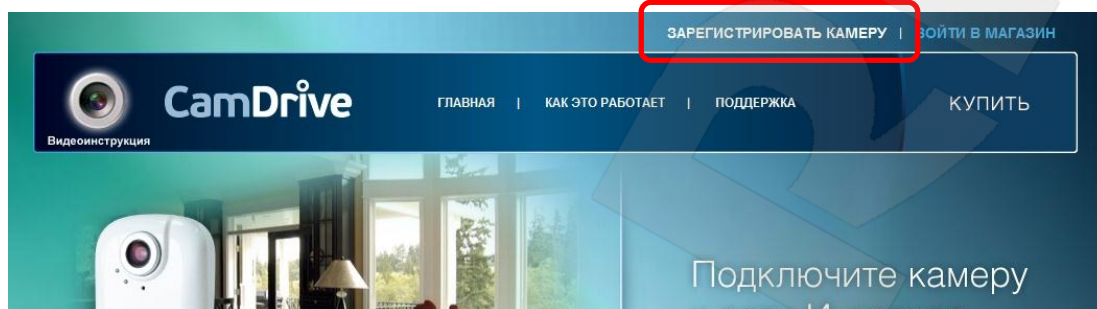 ЗАРЕГИСТРИРОВАТЬ КАМЕРУ | ВОЙТИ В МАГАЗИН
CamDrive
ГЛАВНАЯ | КАК ЭТО РАБОТАЕТ | ПОДДЕРЖКА
КУПИТЬ
Видеоинструкция
Подключите камеру